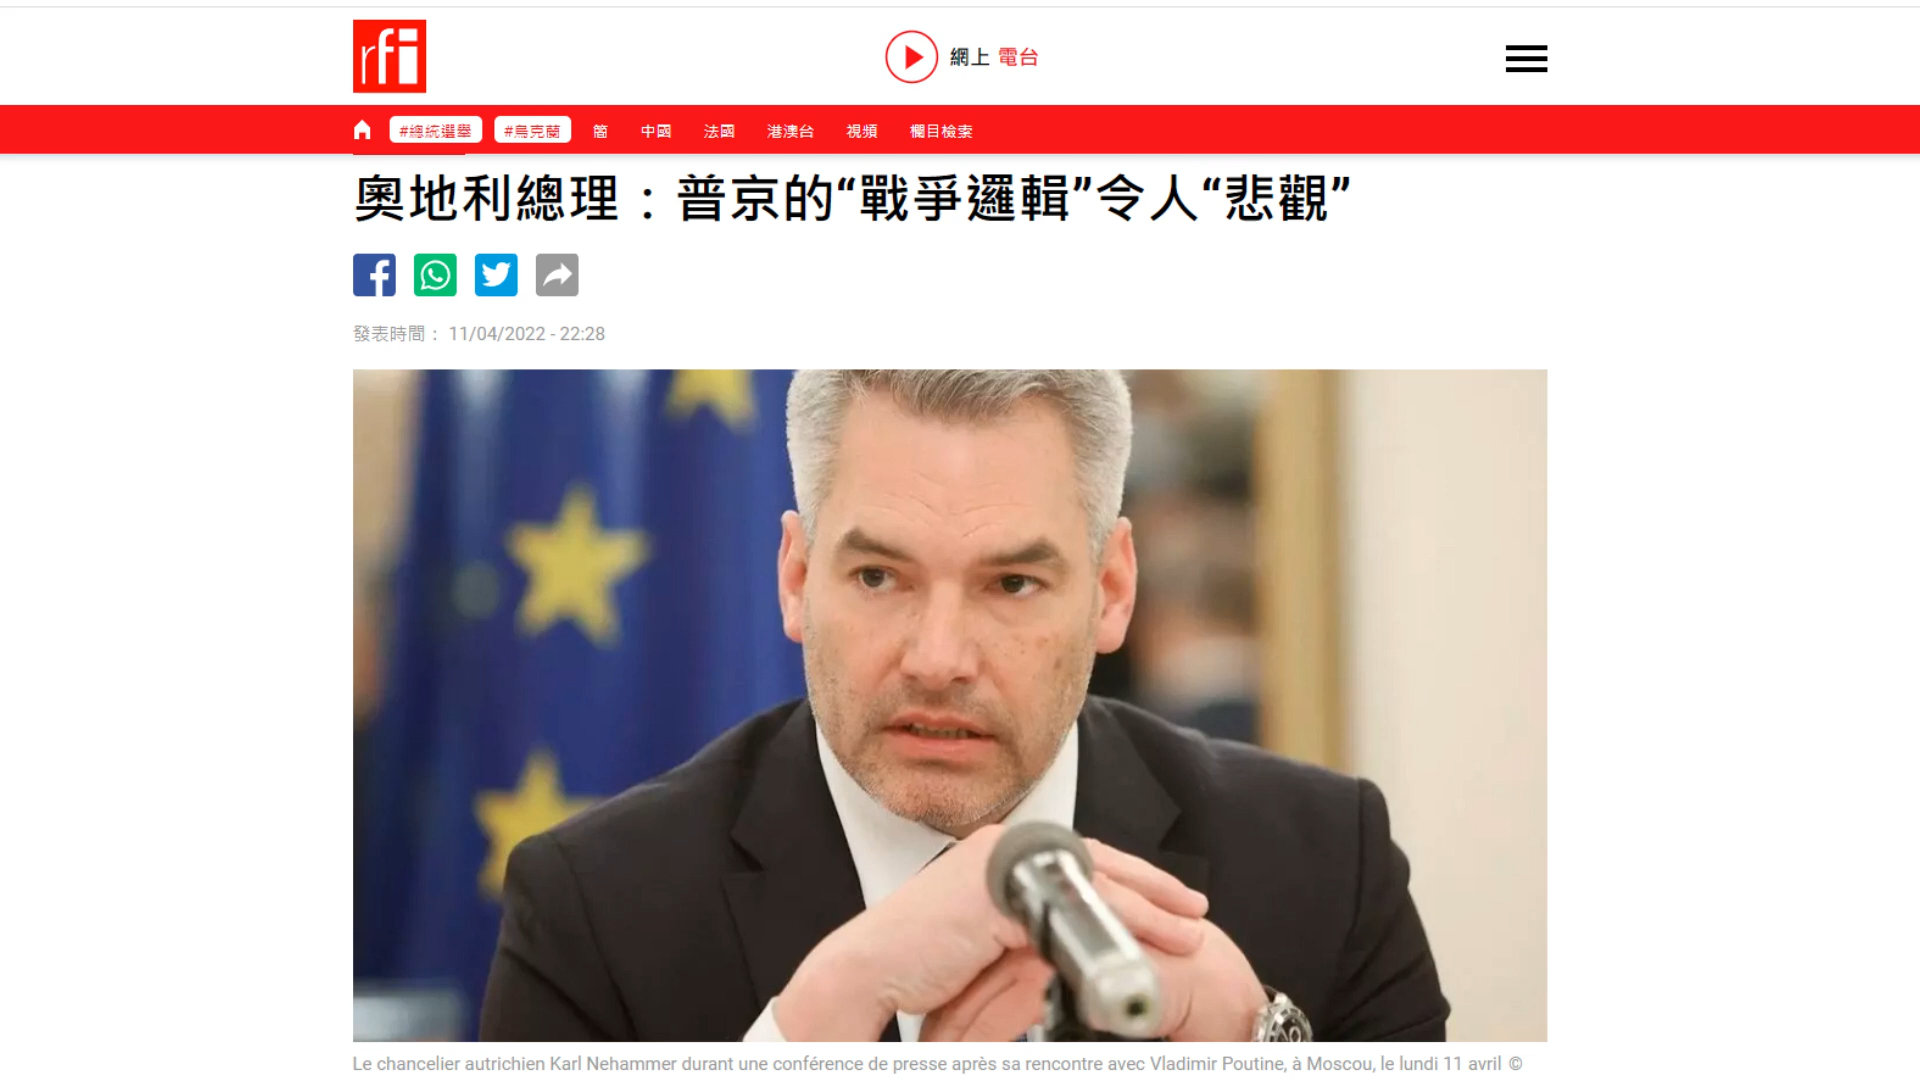 rfi
網上 電台
#總統選舉 #烏克蘭 簡 中國 法國 港澳台 視頻 欄目檢索
奧地利總理：普京的“戰爭邏輯”令人“悲觀”
發表時間： 11/04/2022 - 22:28
Le chancelier autrichien Karl Nehammer durant une conférence de presse après sa rencontre avec Vladimir Poutine, à Moscou, le lundi 11 avril ©